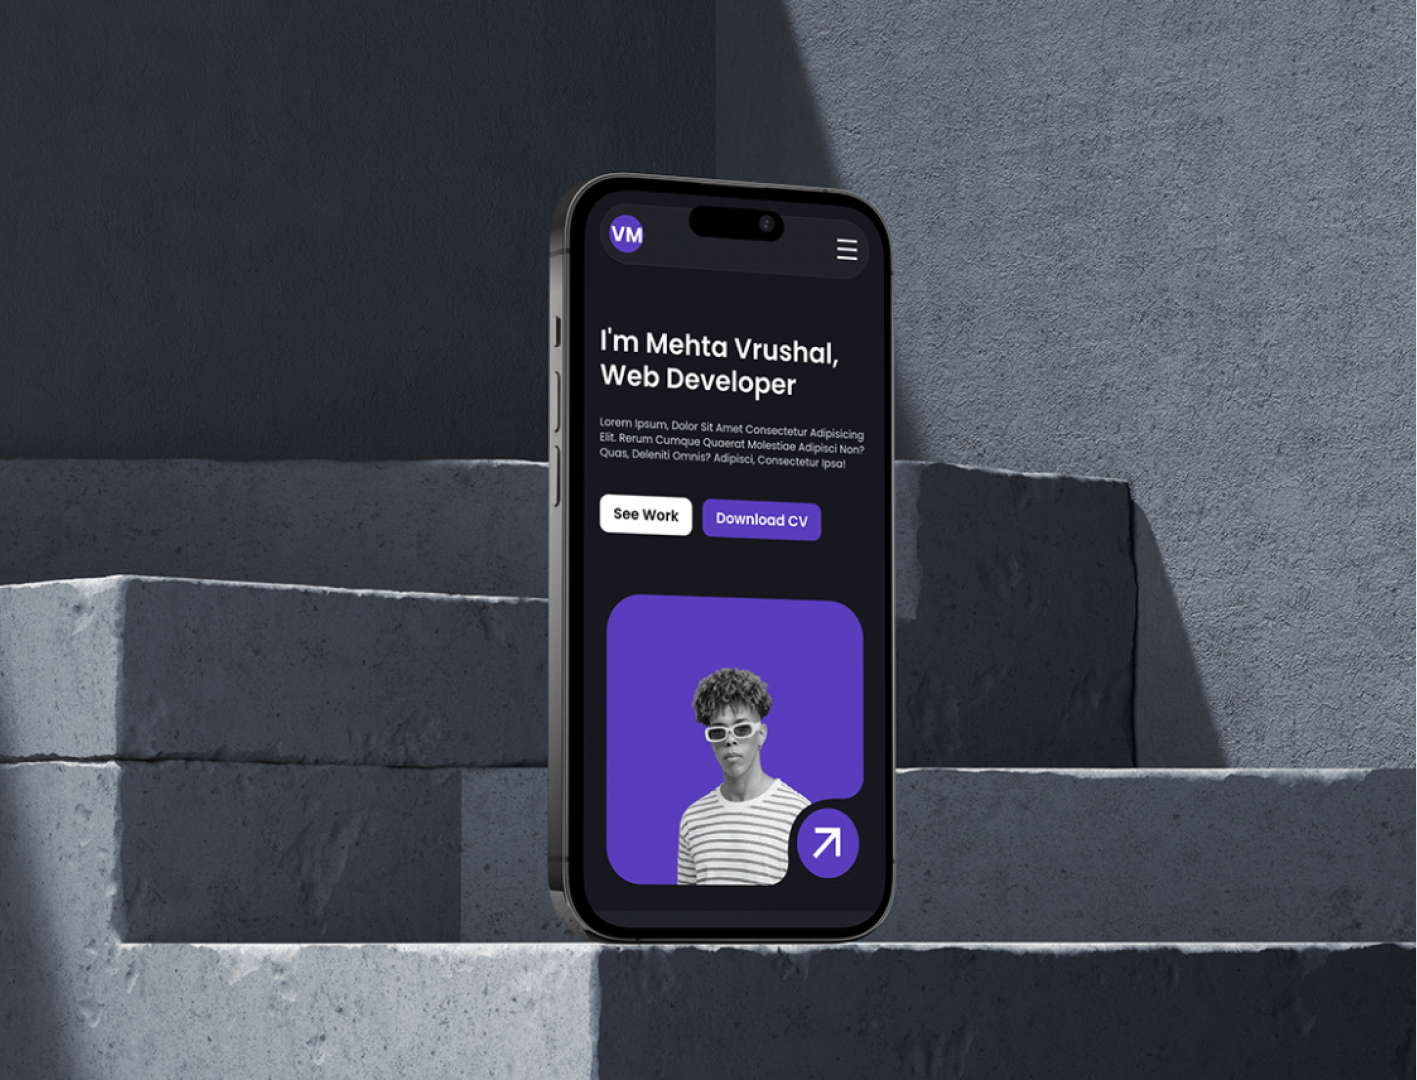 VM
I'm Mehta Vrushal,
Web Developer
Lorem Ipsum, Dolor Sit Amet Consectetur Adipisicing
Elit. Rerum Cumque Quaerat Molestiae Adipisci Non?
Quas, Deleniti Omnis? Adipisci, Consectetur Ipsa!
See Work
Download CV